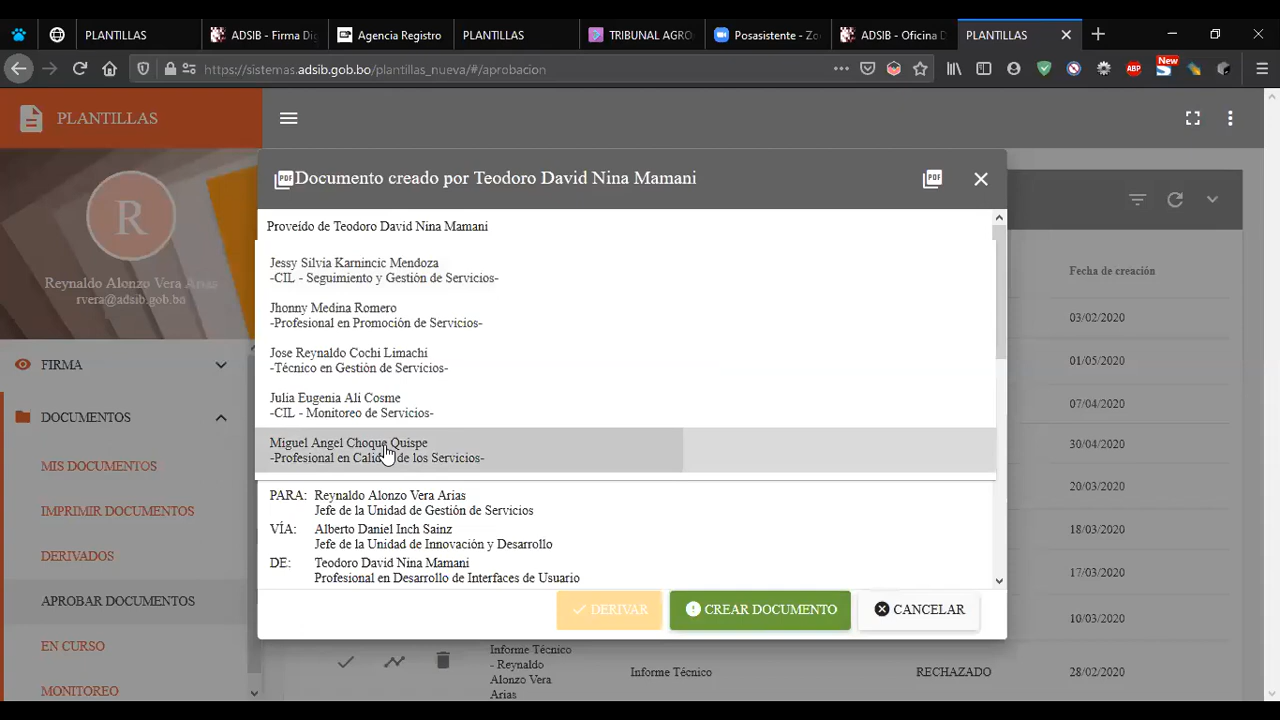 PLANTILLAS
ADSIB - Firma Dig
Agencia Registro
PLANTILLAS
TRIBUNAL AGRO
Posasistente - Zo
ADSIB - Oficina D
PLANTILLAS
https://sistemas.adsib.gob.bo/plantillas_nueva/#/aprobacion
ABP
New
S
PLANTILLAS
R
Reynaldo Alonzo Vera Arias
rvera@adsib.gob.bo
FIRMA
DOCUMENTOS
MIS DOCUMENTOS
IMPRIMIR DOCUMENTOS
DERIVADOS
APROBAR DOCUMENTOS
EN CURSO
MONITOREO
PDF
Documento creado por Teodoro David Nina Mamani
PDF
Proveído de Teodoro David Nina Mamani
Jessy Silvia Karnincic Mendoza
-CIL - Seguimiento y Gestión de Servicios-
Jhonny Medina Romero
-Profesional en Promoción de Servicios-
Jose Reynaldo Cochi Limachi
-Técnico en Gestión de Servicios-
Julia Eugenia Ali Cosme
-CIL - Monitoreo de Servicios-
Miguel Angel Choque Quispe
-Profesional en Calidad de los Servicios-
PARA: Reynaldo Alonzo Vera Arias
Jefe de la Unidad de Gestión de Servicios
VÍA: Alberto Daniel Inch Sainz
Jefe de la Unidad de Innovación y Desarrollo
DE: Teodoro David Nina Mamani
Profesional en Desarrollo de Interfaces de Usuario
DERIVAR
CREAR DOCUMENTO
CANCELAR
Fecha de creación
03/02/2020
01/05/2020
07/04/2020
30/04/2020
20/03/2020
18/03/2020
17/03/2020
10/03/2020
Informe Técnico
- Reynaldo
Alonzo Vera
Arias
Informe Técnico
RECHAZADO
28/02/2020